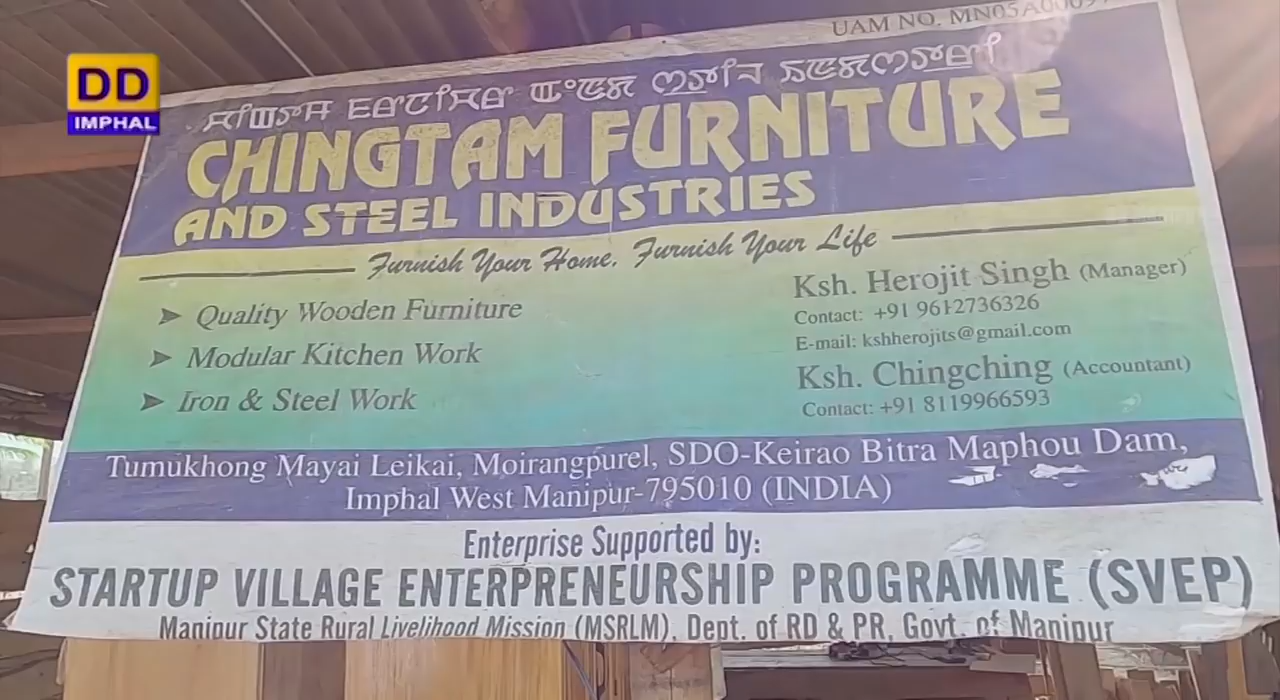 DD
IMPHAL
UAM NO.
CHINGTAM FURNITURE
AND STEEL INDUSTRIES
Furnish Your Home, Furnish Your Life
➤ Quality Wooden Furniture
➤ Modular Kitchen Work
➤ Iron & Steel Work
Ksh. Herojit Singh (Manager)
Contact: +91 9612736326
E-mail: kshherojits@gmail.com
Ksh. Chingching (Accountant)
Contact: +91 8119966593
Tumukhong Mayai Leikai, Moirangpurel, SDO-Keirao Bitra Maphou Dam,
Imphal West Manipur-795010 (INDIA)
Enterprise Supported by:
STARTUP VILLAGE ENTERPRENEURSHIP PROGRAMME (SVEP)
Manipur State Rural Livelihood Mission (MSRLM), Dept. of RD & PR, Govt. of Manipur